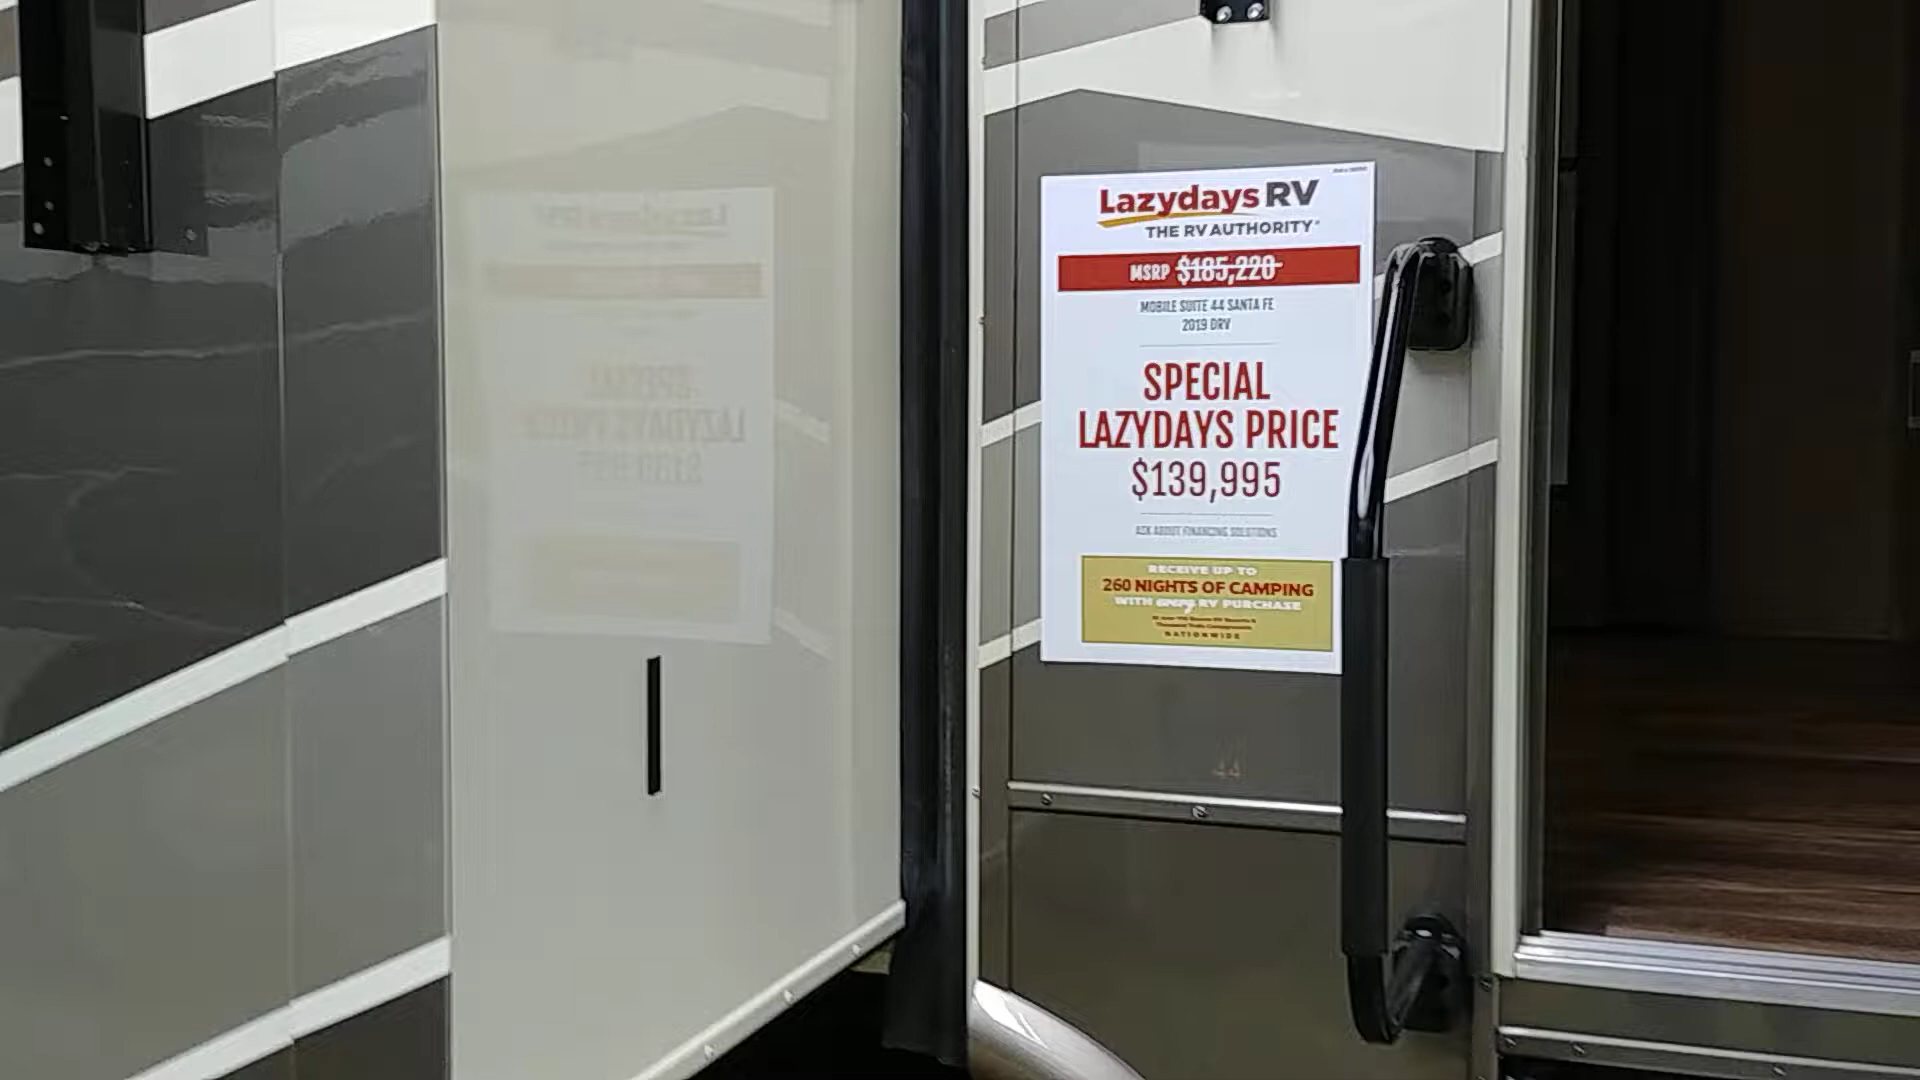 Lazydays RV
THE RV AUTHORITY
MSRP $185,220
MOBILE SUITE 44 SANTA FE
2019 DRV
SPECIAL
LAZYDAYS PRICE
$139,995
ASK ABOUT FINANCING SOLUTIONS
RECEIVE UP TO
260 NIGHTS OF CAMPING
WITH RV PURCHASE
NATIONWIDE
44